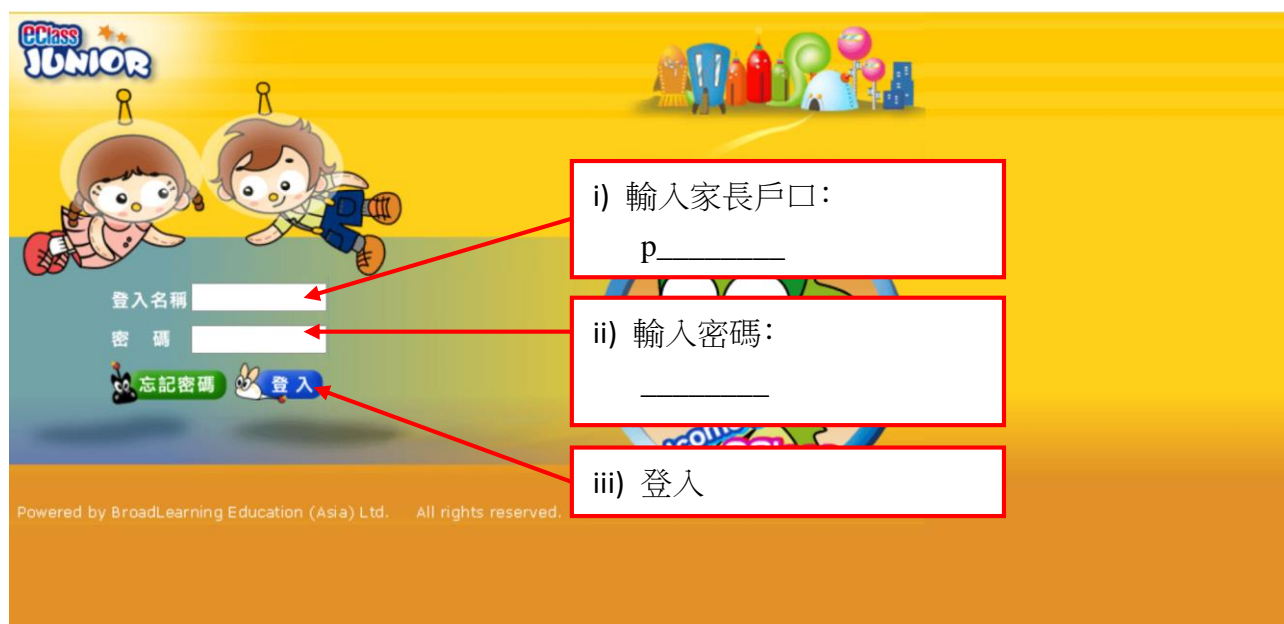 eClass
JUNIOR
i) 輸入家長戶口：
p________
登入名稱
ii) 輸入密碼：
________
密 碼
忘記密碼
登 入
iii) 登入
Powered by BroadLearning Education (Asia) Ltd. All rights reserved.